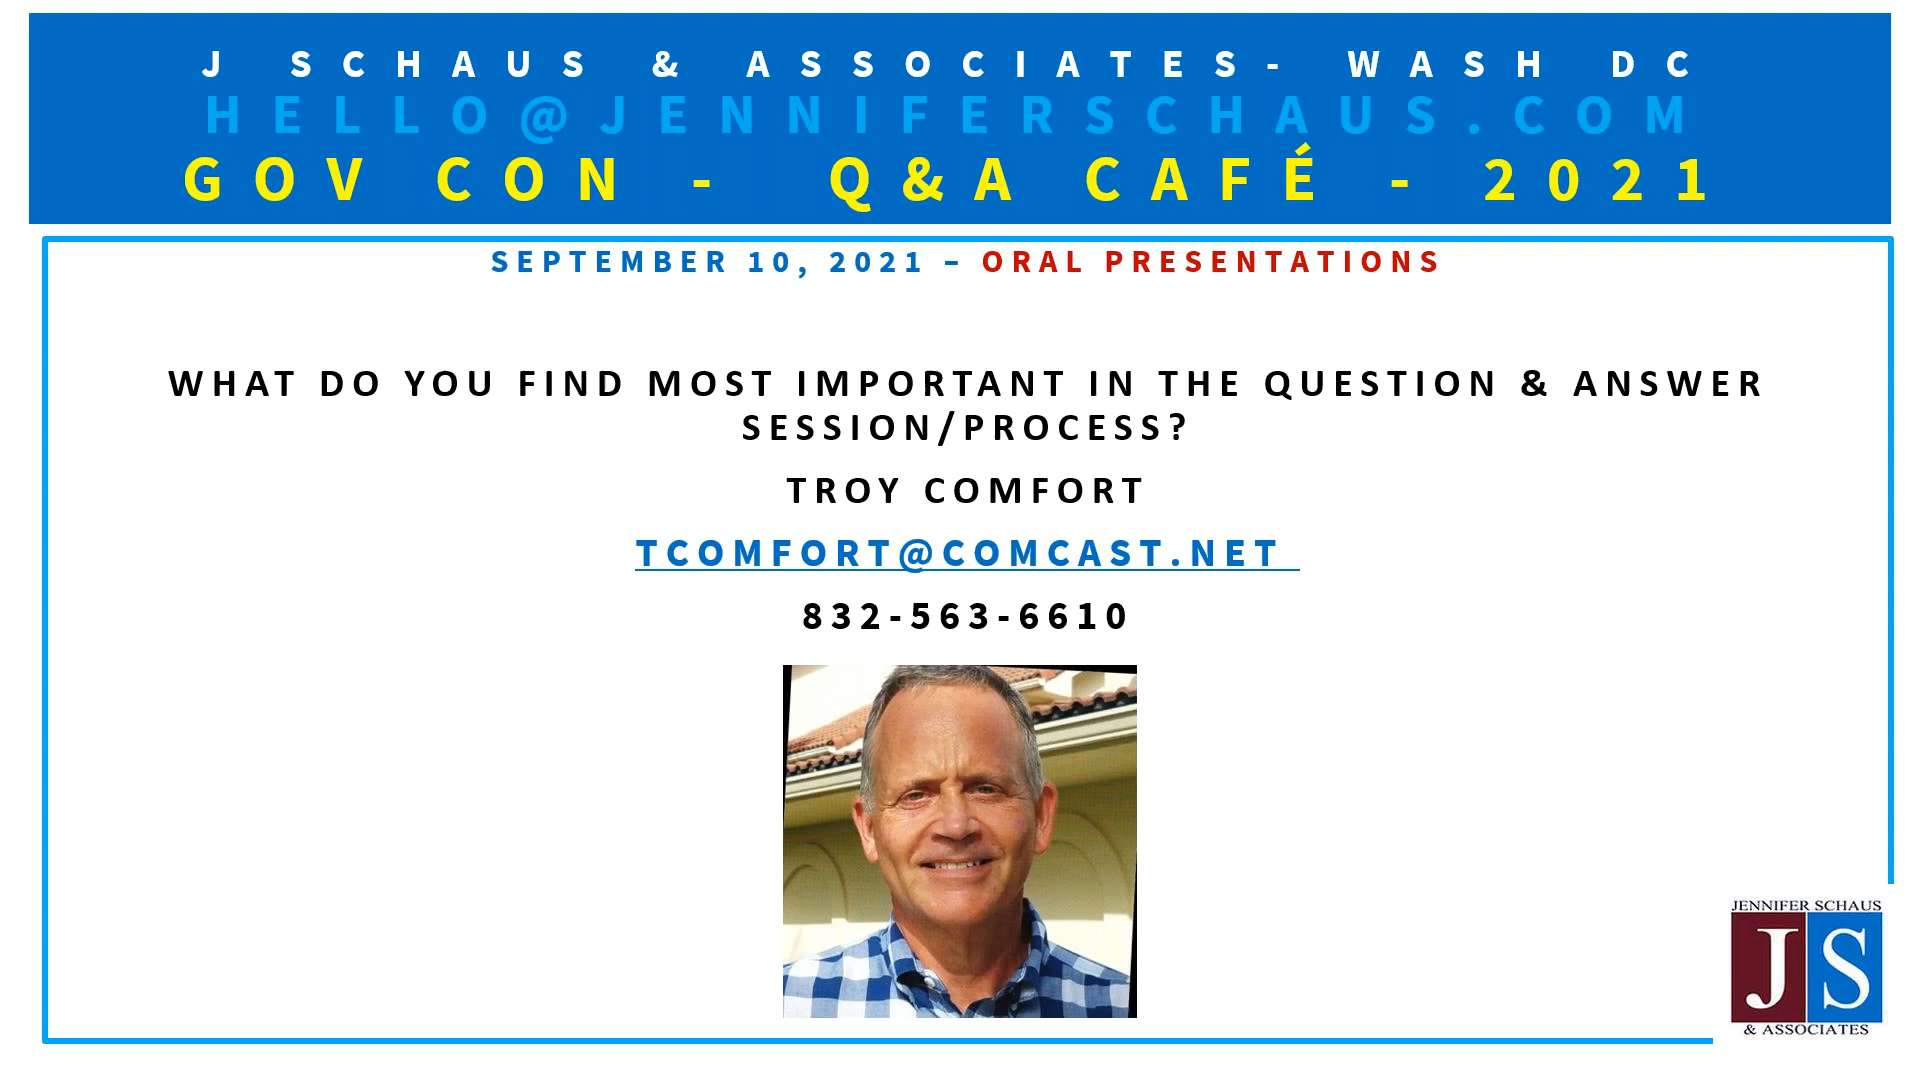 J SCHAUS & ASSOCIATES- WASH DC
HELLO@JENNIFERSCHAUS.COM
GOV CON - Q&A CAFÉ - 2021
SEPTEMBER 10, 2021 – ORAL PRESENTATIONS
WHAT DO YOU FIND MOST IMPORTANT IN THE QUESTION & ANSWER
SESSION/PROCESS?
TROY COMFORT
TCOMFORT@COMCAST.NET
832-563-6610
JENNIFER SCHAUS
JS
& ASSOCIATES